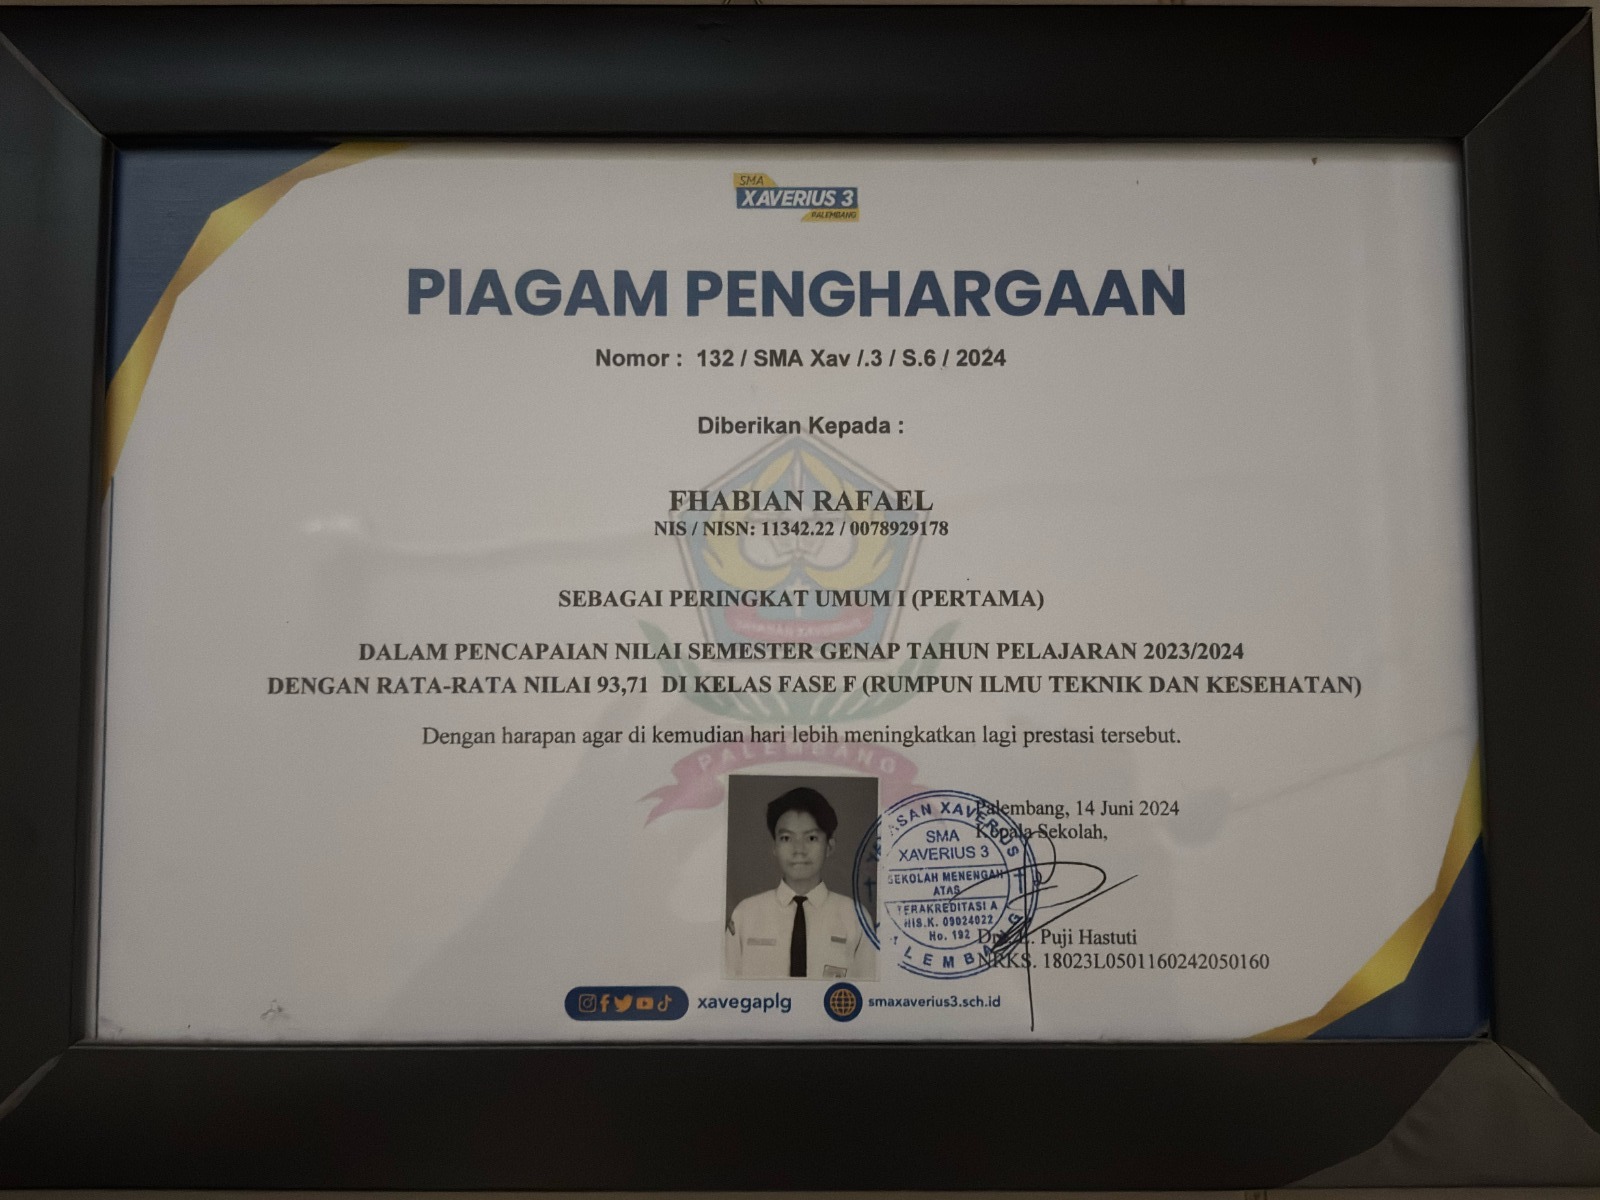 SMA
XAVERIUS 3
PALEMBANG
PIAGAM PENGHARGAAN
Nomor : 132 / SMA Xav /.3 / S.6 / 2024
Diberikan Kepada :
FHABIAN RAFAEL
NIS / NISN: 11342.22 / 0078929178
SEBAGAI PERINGKAT UMUM I (PERTAMA)
DALAM PENCAPAIAN NILAI SEMESTER GENAP TAHUN PELAJARAN 2023/2024
DENGAN RATA-RATA NILAI 93,71 DI KELAS FASE F (RUMPUN ILMU TEKNIK DAN KESEHATAN)
Dengan harapan agar di kemudian hari lebih meningkatkan lagi prestasi tersebut.
PALEMBANG
Palembang, 14 Juni 2024
Kepala Sekolah,
XAVERIUS
SMA
XAVERIUS 3
SEKOLAH MENENGAH
ATAS
TERAKREDITASI A
NIS.K. 09024022
No. 192
Puji Hastuti
NRKS. 18023L0501160242050160
xavegaplg
smaxaverius3.sch.id